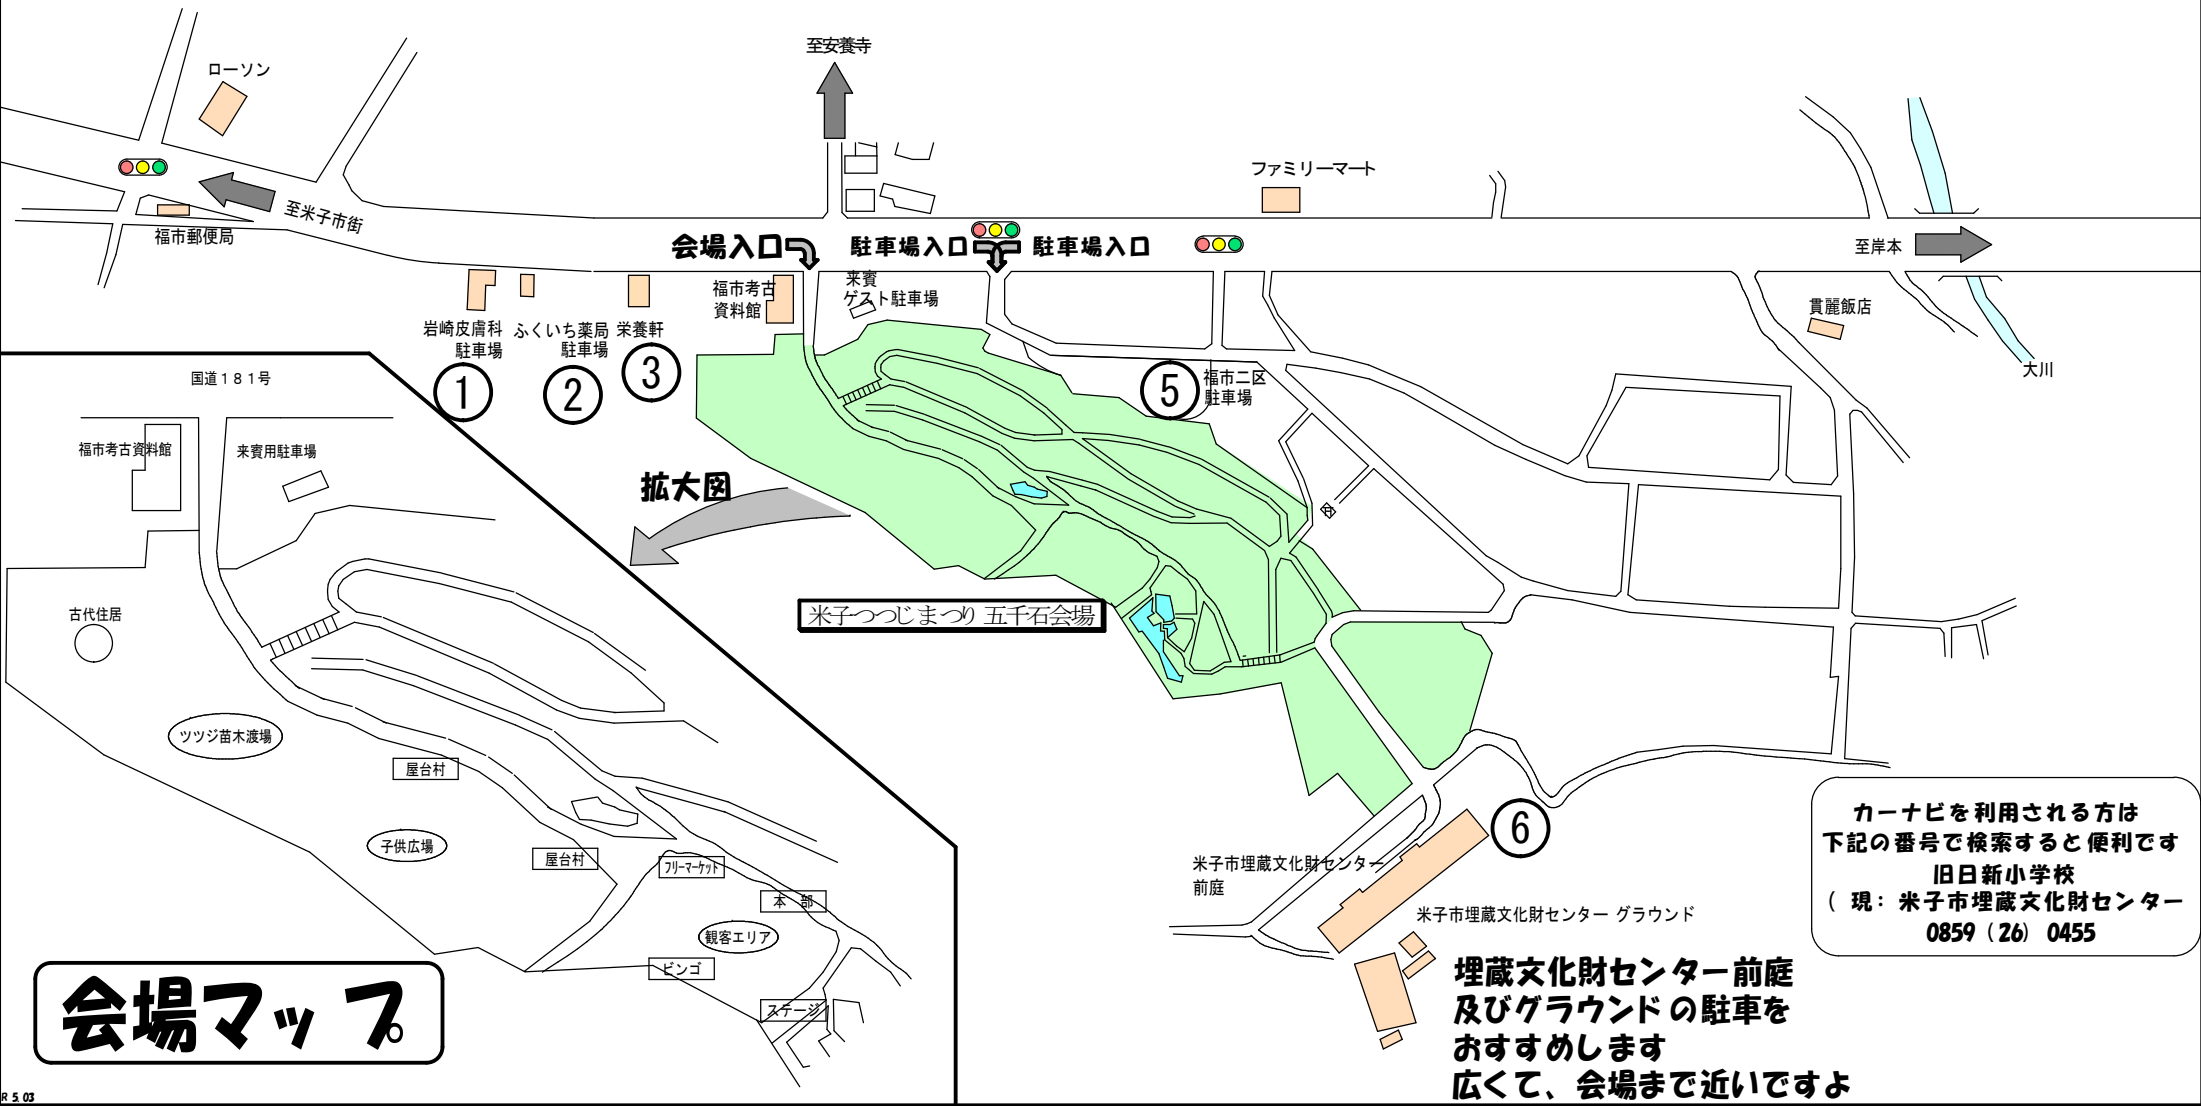 至安養寺
ローソン
ファミリーマート
至米子市街
福市郵便局
会場入口
駐車場入口
駐車場入口
至岸本
福市考古
資料館
来賓
ゲスト駐車場
貫麗飯店
大川
岩崎皮膚科
駐車場
ふくいち薬局
駐車場
栄養軒
①
②
③
⑤
福市二区
駐車場
国道181号
福市考古資料館
来賓用駐車場
拡大図
古代住居
米子つつじまつり 五千石会場
ツツジ苗木渡場
屋台村
子供広場
屋台村
フリーマーケット
本 部
観客エリア
ビンゴ
ステージ
会場マップ
⑥
米子市埋蔵文化財センター
前庭
米子市埋蔵文化財センター グラウンド
カーナビを利用される方は
下記の番号で検索すると便利です
旧日新小学校
( 現: 米子市埋蔵文化財センター
0859 (26) 0455
埋蔵文化財センター前庭
及びグラウンドの駐車を
おすすめします
広くて、会場まで近いですよ
R 5.03